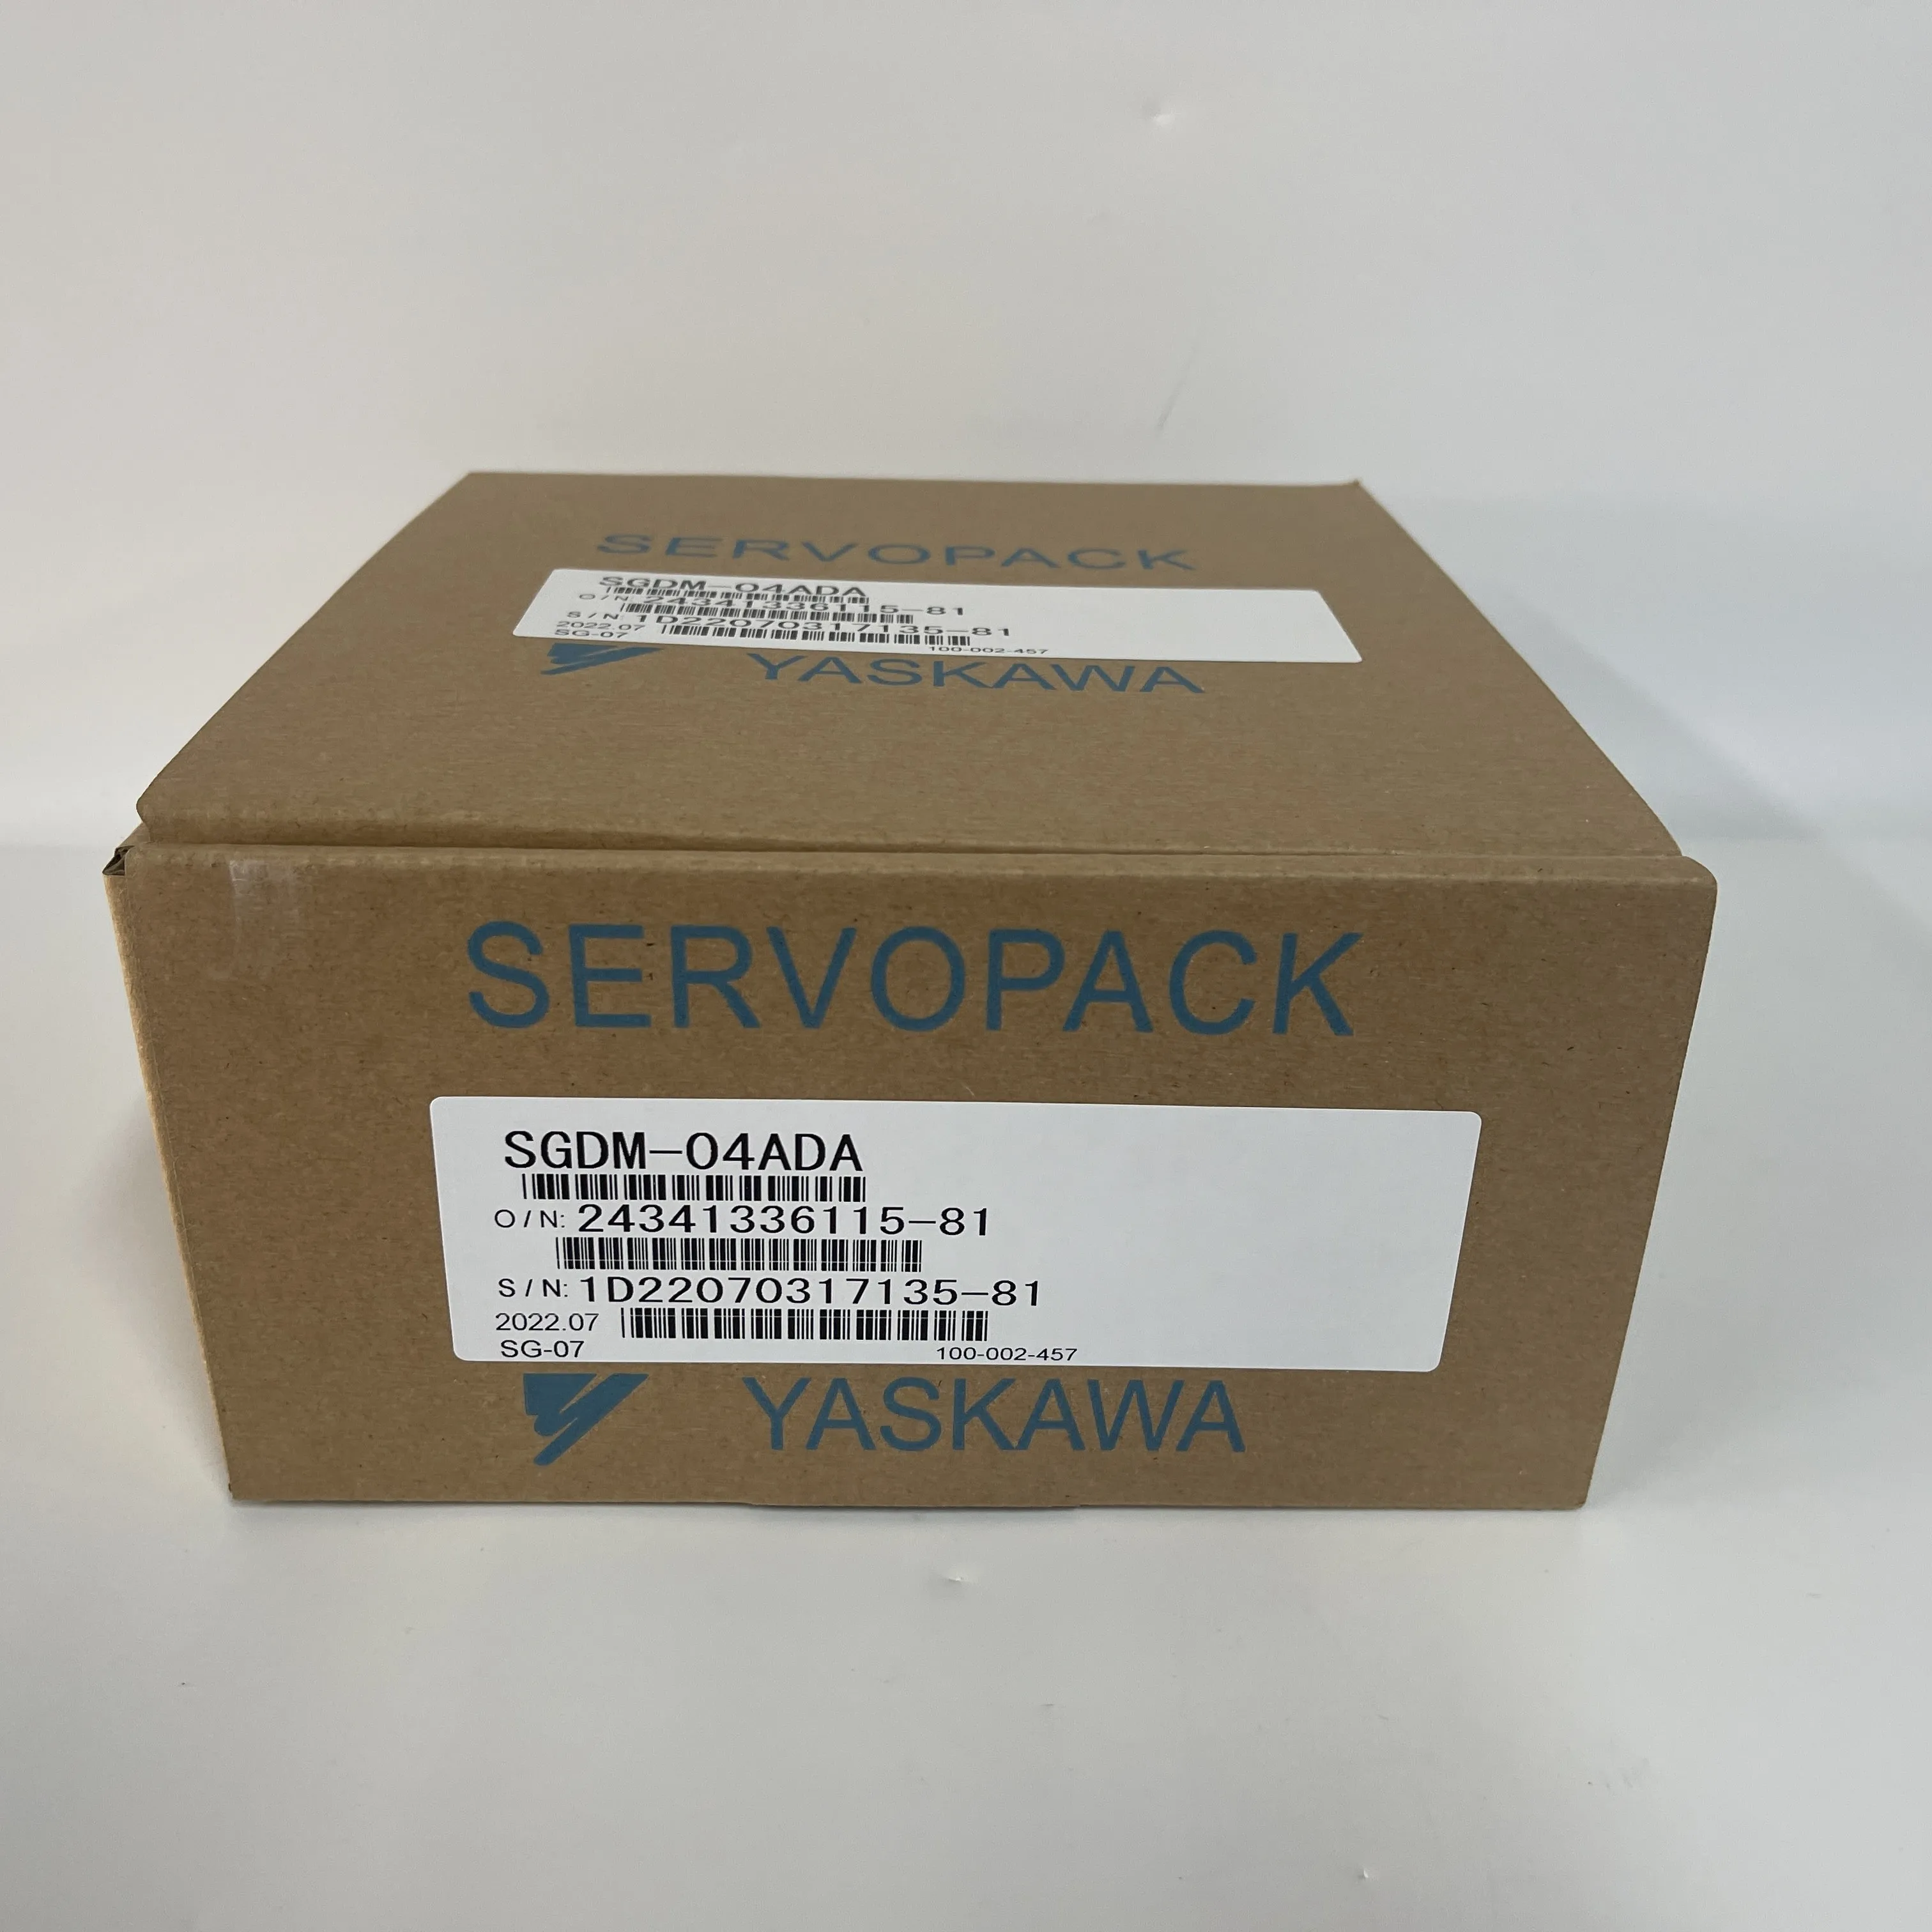 SERVOPACK
SGDM-04ADA
O/N: 24341336115-81
S/N: 1D22070317135-81
2022.07
SG-07 100-002-457
YASKAWA
SERVOPACK
SGDM-04ADA
O/N: 24341336115-81
S/N: 1D22070317135-81
2022.07
SG-07 100-002-457
YASKAWA